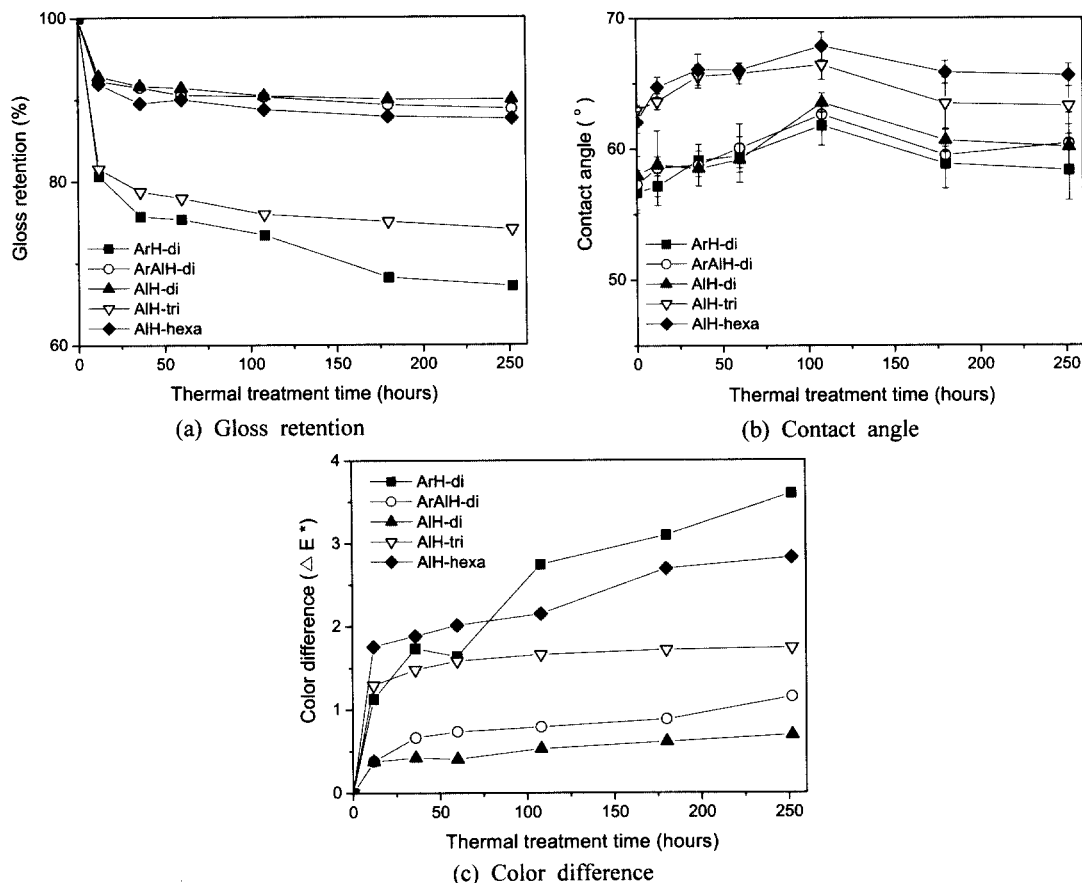 100
80
60
Gloss retention (%)
ArH-di
ArAlH-di
AlH-di
AlH-tri
AlH-hexa
0 50 100 150 200 250
Thermal treatment time (hours)
(a) Gloss retention
70
60
50
Contact angle (°)
ArH-di
ArAlH-di
AlH-di
AlH-tri
AlH-hexa
0 50 100 150 200 250
Thermal treatment time (hours)
(b) Contact angle
4
3
2
1
0
Color difference (△ E *)
ArH-di
ArAlH-di
AlH-di
AlH-tri
AlH-hexa
0 50 100 150 200 250
Thermal treatment time (hours)
(c) Color difference